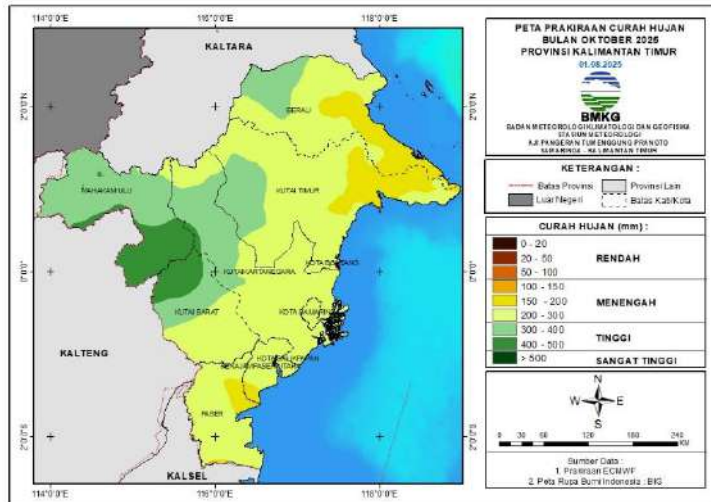 114°0'0"E
116°0'0"E
118°0'0"E
KALTARA
BERAU
MAHAKAM ULU
KUTAI TIMUR
KOTA BONTANG
KUTAI KARTANEGARA
KUTAI BARAT
KOTA SAMARINDA
KALTENG
KOTA BALIKPAPAN
PENAJAM PASER UTARA
PASER
KALSEL
114°0'0"E
116°0'0"E
118°0'0"E
PETA PRAKIRAAN CURAH HUJAN
BULAN OKTOBER 2025
PROVINSI KALIMANTAN TIMUR
01.08.2025
BMKG
BADAN METEOROLOGI KLIMATOLOGI DAN GEOFISIKA
STASIUN METEOROLOGI
AJI PANGERAN TUMENGGUNG PRANOTO
SAMARINDA - KALIMANTAN TIMUR
KETERANGAN :
Batas Provinsi
Provinsi Lain
Luar Negeri
Batas Kab/Kota
CURAH HUJAN (mm) :
0 - 20
20 - 50
RENDAH
50 - 100
100 - 150
150 - 200
MENENGAH
200 - 300
300 - 400
TINGGI
400 - 500
> 500
SANGAT TINGGI
N
W
E
S
0
30
60
120
180
240
KM
Sumber Data :
1. Prakiraan ECMWF
2. Peta Rupa Bumi Indonesia : BIG